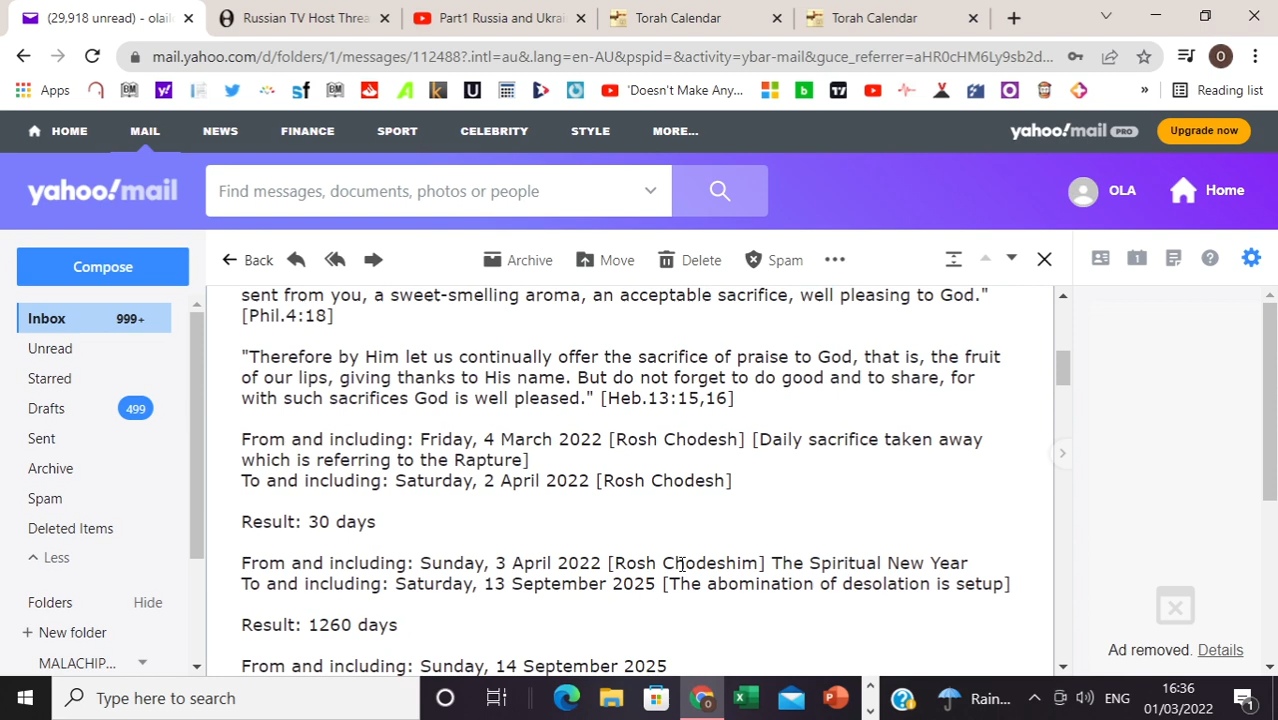 (29,918 unread) - olaik
Russian TV Host Threa
Part1 Russia and Ukrai
Torah Calendar
Torah Calendar
mail.yahoo.com/d/folders/1/messages/112488?.intl=au&.lang=en-AU&pspid=&activity=ybar-mail&guce_referrer=aHR0cHM6Ly9sb2d...
Apps
'Doesn't Make Any...
»
Reading list
HOME
MAIL
NEWS
FINANCE
SPORT
CELEBRITY
STYLE
MORE...
yahoo!mail PRO
Upgrade now
yahoo!mail
Find messages, documents, photos or people
OLA
Home
Compose
Back
Archive
Move
Delete
Spam
Inbox 999+
Unread
Starred
Drafts 499
Sent
Archive
Spam
Deleted Items
Less
Folders Hide
+ New folder
MALACHIP...
sent from you, a sweet-smelling aroma, an acceptable sacrifice, well pleasing to God."
[Phil.4:18]
"Therefore by Him let us continually offer the sacrifice of praise to God, that is, the fruit
of our lips, giving thanks to His name. But do not forget to do good and to share, for
with such sacrifices God is well pleased." [Heb.13:15,16]
From and including: Friday, 4 March 2022 [Rosh Chodesh] [Daily sacrifice taken away
which is referring to the Rapture]
To and including: Saturday, 2 April 2022 [Rosh Chodesh]
Result: 30 days
From and including: Sunday, 3 April 2022 [Rosh Chodeshim] The Spiritual New Year
To and including: Saturday, 13 September 2025 [The abomination of desolation is setup]
Result: 1260 days
From and including: Sunday, 14 September 2025
Ad removed. Details
Type here to search
Rain...
ENG
16:36
01/03/2022
1